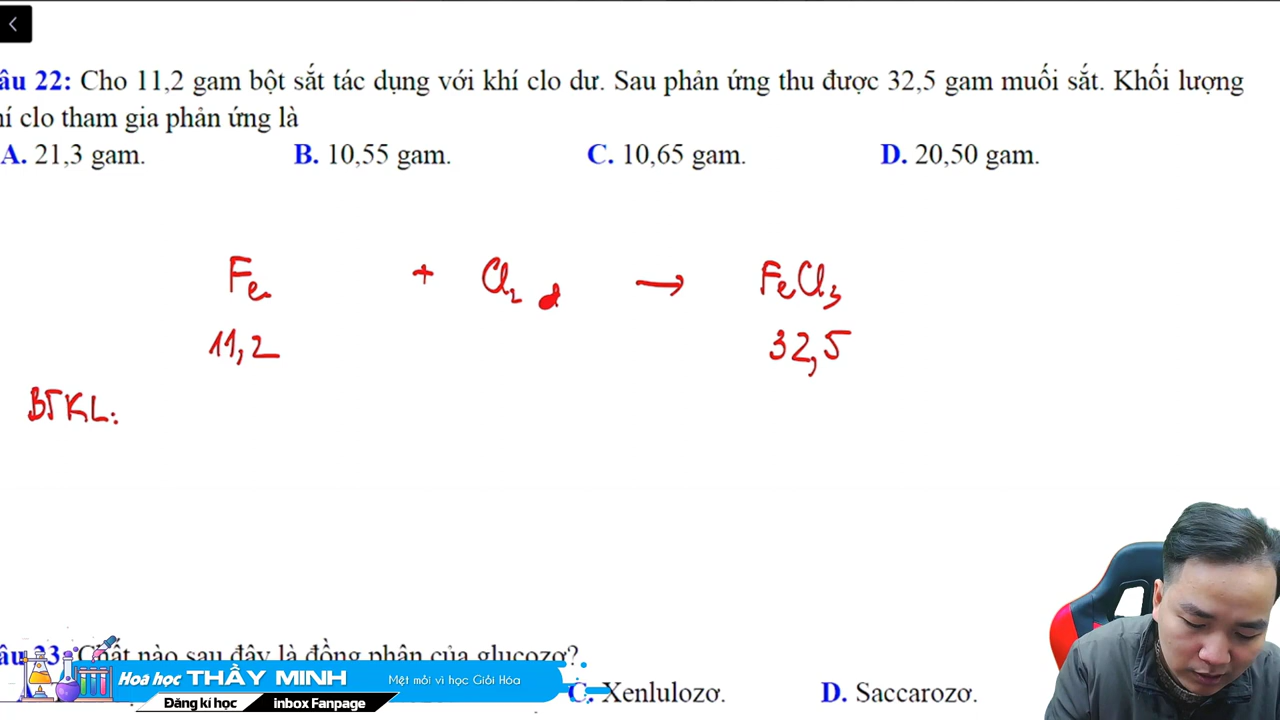 âu 22: Cho 11,2 gam bột sắt tác dụng với khí clo dư. Sau phản ứng thu được 32,5 gam muối sắt. Khối lượng
hí clo tham gia phản ứng là
A. 21,3 gam. B. 10,55 gam. C. 10,65 gam. D. 20,50 gam.
Fe + Cl₂ → FeCl₃
11,2 32,5
BTKL:
âu 23: Chất nào sau đây là đồng phân của glucozơ?
C. Xenlulozơ. D. Saccarozơ.
Hoá học THẦY MINH Mệt mỏi vì học Giỏi Hóa
Đăng kí học inbox Fanpage